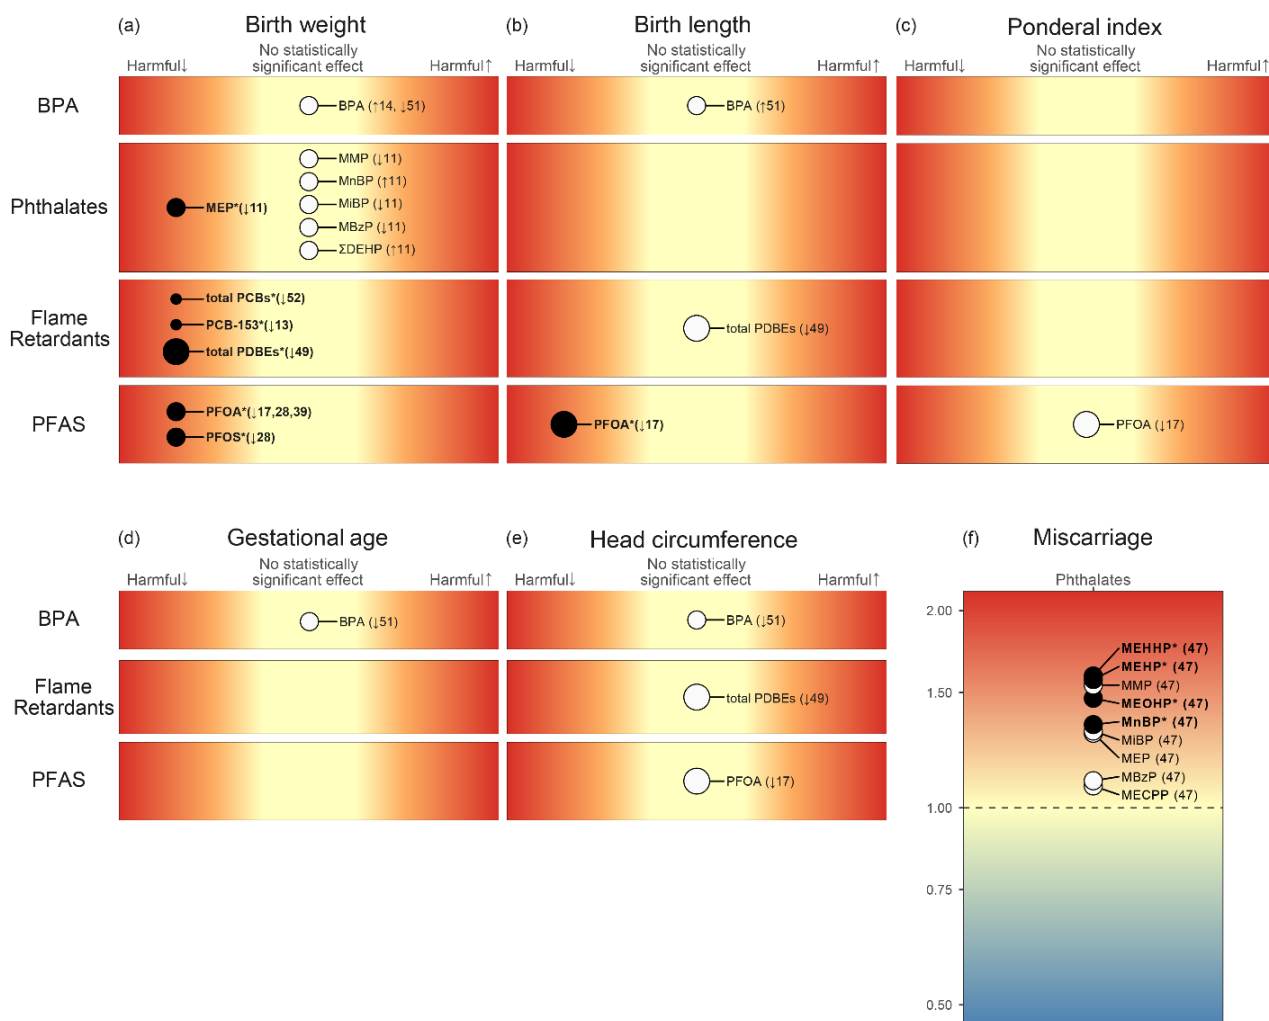 (a) Birth weight
No statistically
significant effect
Harmful↓ Harmful↑
(b) Birth length
No statistically
significant effect
Harmful↓ Harmful↑
(c) Ponderal index
No statistically
significant effect
Harmful↓ Harmful↑
BPA
BPA (↑14, ↓51)
BPA (↑51)
Phthalates
MMP (↓11)
MnBP (↑11)
MiBP (↓11)
MEP*(↓11)
MBzP (↓11)
ΣDEHP (↑11)
Flame
Retardants
total PCBs*(↓52)
PCB-153*(↓13)
total PDBEs*(↓49)
total PDBEs (↓49)
PFAS
PFOA*(↓17,28,39)
PFOS*(↓28)
PFOA*(↓17)
PFOA (↓17)
(d) Gestational age
No statistically
significant effect
Harmful↓ Harmful↑
(e) Head circumference
No statistically
significant effect
Harmful↓ Harmful↑
BPA
BPA (↓51)
BPA (↓51)
Flame
Retardants
total PDBEs (↓49)
PFAS
PFOA (↓17)
(f) Miscarriage
Phthalates
2.00
MEHHP* (47)
MEHP* (47)
MMP (47)
1.50
MEOHP* (47)
MnBP* (47)
MiBP (47)
MEP (47)
MBzP (47)
MECPP (47)
1.00
0.75
0.50